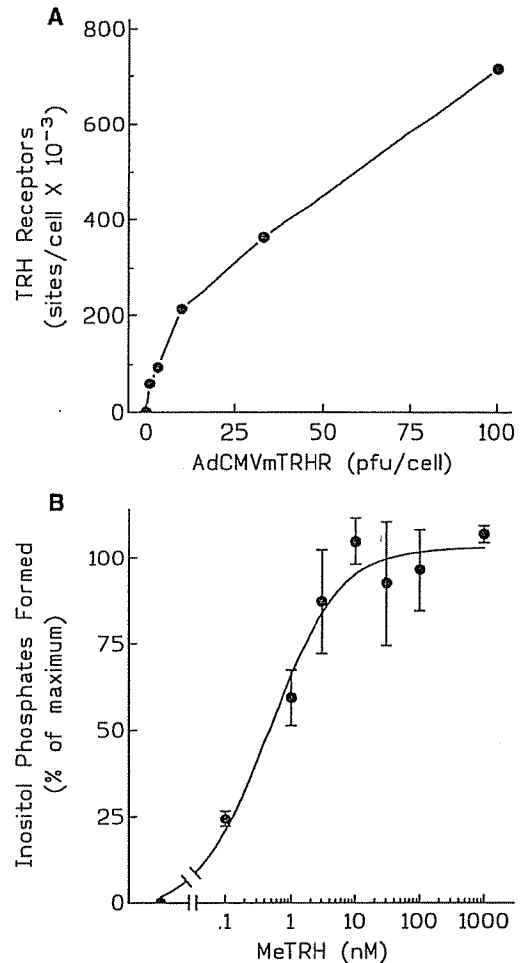 A
TRH Receptors
(sites/cell X 10⁻³)
800
600
400
200
0
0 25 50 75 100
AdCMVmTRHR (pfu/cell)
B
Inositol Phosphates Formed
(% of maximum)
100
75
50
25
0
.1 1 10 100 1000
MeTRH (nM)